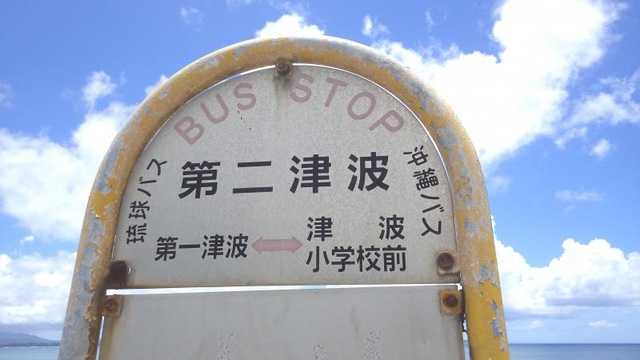 BUS STOP
琉球バス
沖縄バス
第二津波
第一津波
津波
小学校前